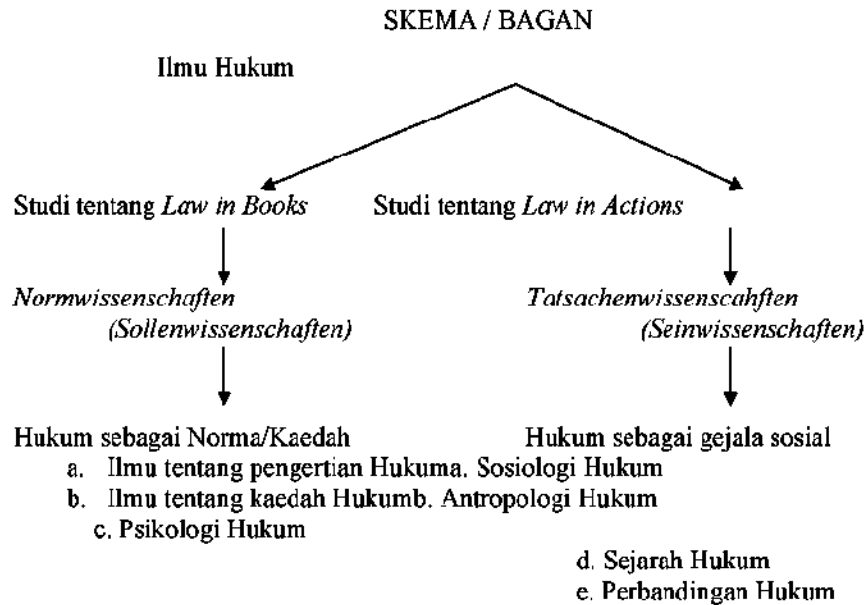 SKEMA / BAGAN
Ilmu Hukum
Studi tentang Law in Books Studi tentang Law in Actions
Normwissenschaften Tatsachenwissenscahften
(Sollenwissenschaften) (Seinwissenschaften)
Hukum sebagai Norma/Kaedah Hukum sebagai gejala sosial
a. Ilmu tentang pengertian Hukuma. Sosiologi Hukum
b. Ilmu tentang kaedah Hukumb. Antropologi Hukum
c. Psikologi Hukum
d. Sejarah Hukum
e. Perbandingan Hukum